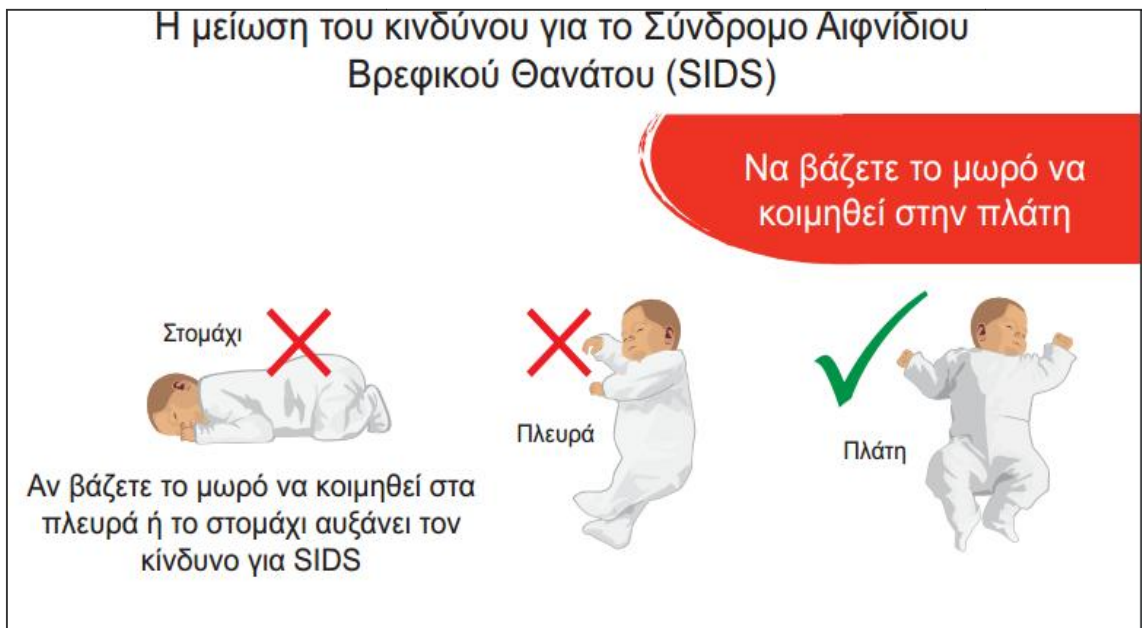 Η μείωση του κινδύνου για το Σύνδρομο Αιφνίδιου
Βρεφικού Θανάτου (SIDS)
Να βάζετε το μωρό να
κοιμηθεί στην πλάτη
Στομάχι
Πλευρά
Πλάτη
Αν βάζετε το μωρό να κοιμηθεί στα
πλευρά ή το στομάχι αυξάνει τον
κίνδυνο για SIDS